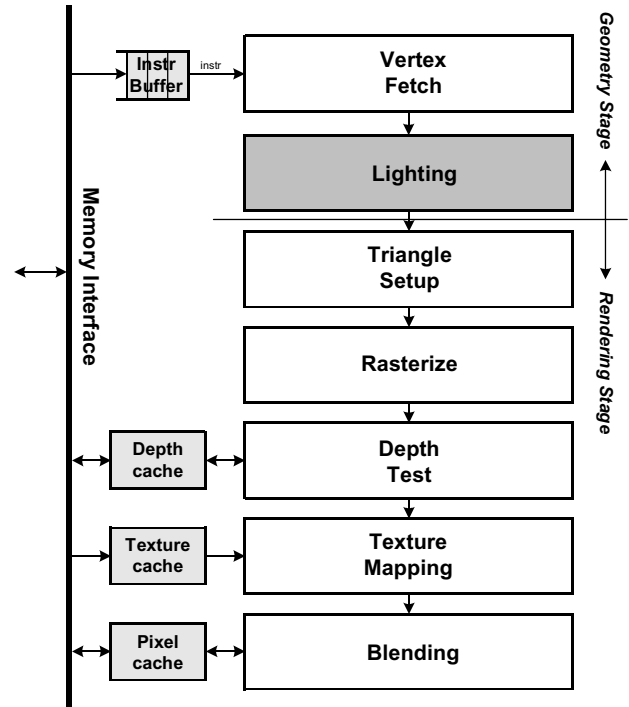 Instr
Buffer
instr
Vertex
Fetch
Geometry Stage
Lighting
Memory Interface
Triangle
Setup
Rendering Stage
Rasterize
Depth
cache
Depth
Test
Texture
cache
Texture
Mapping
Pixel
cache
Blending